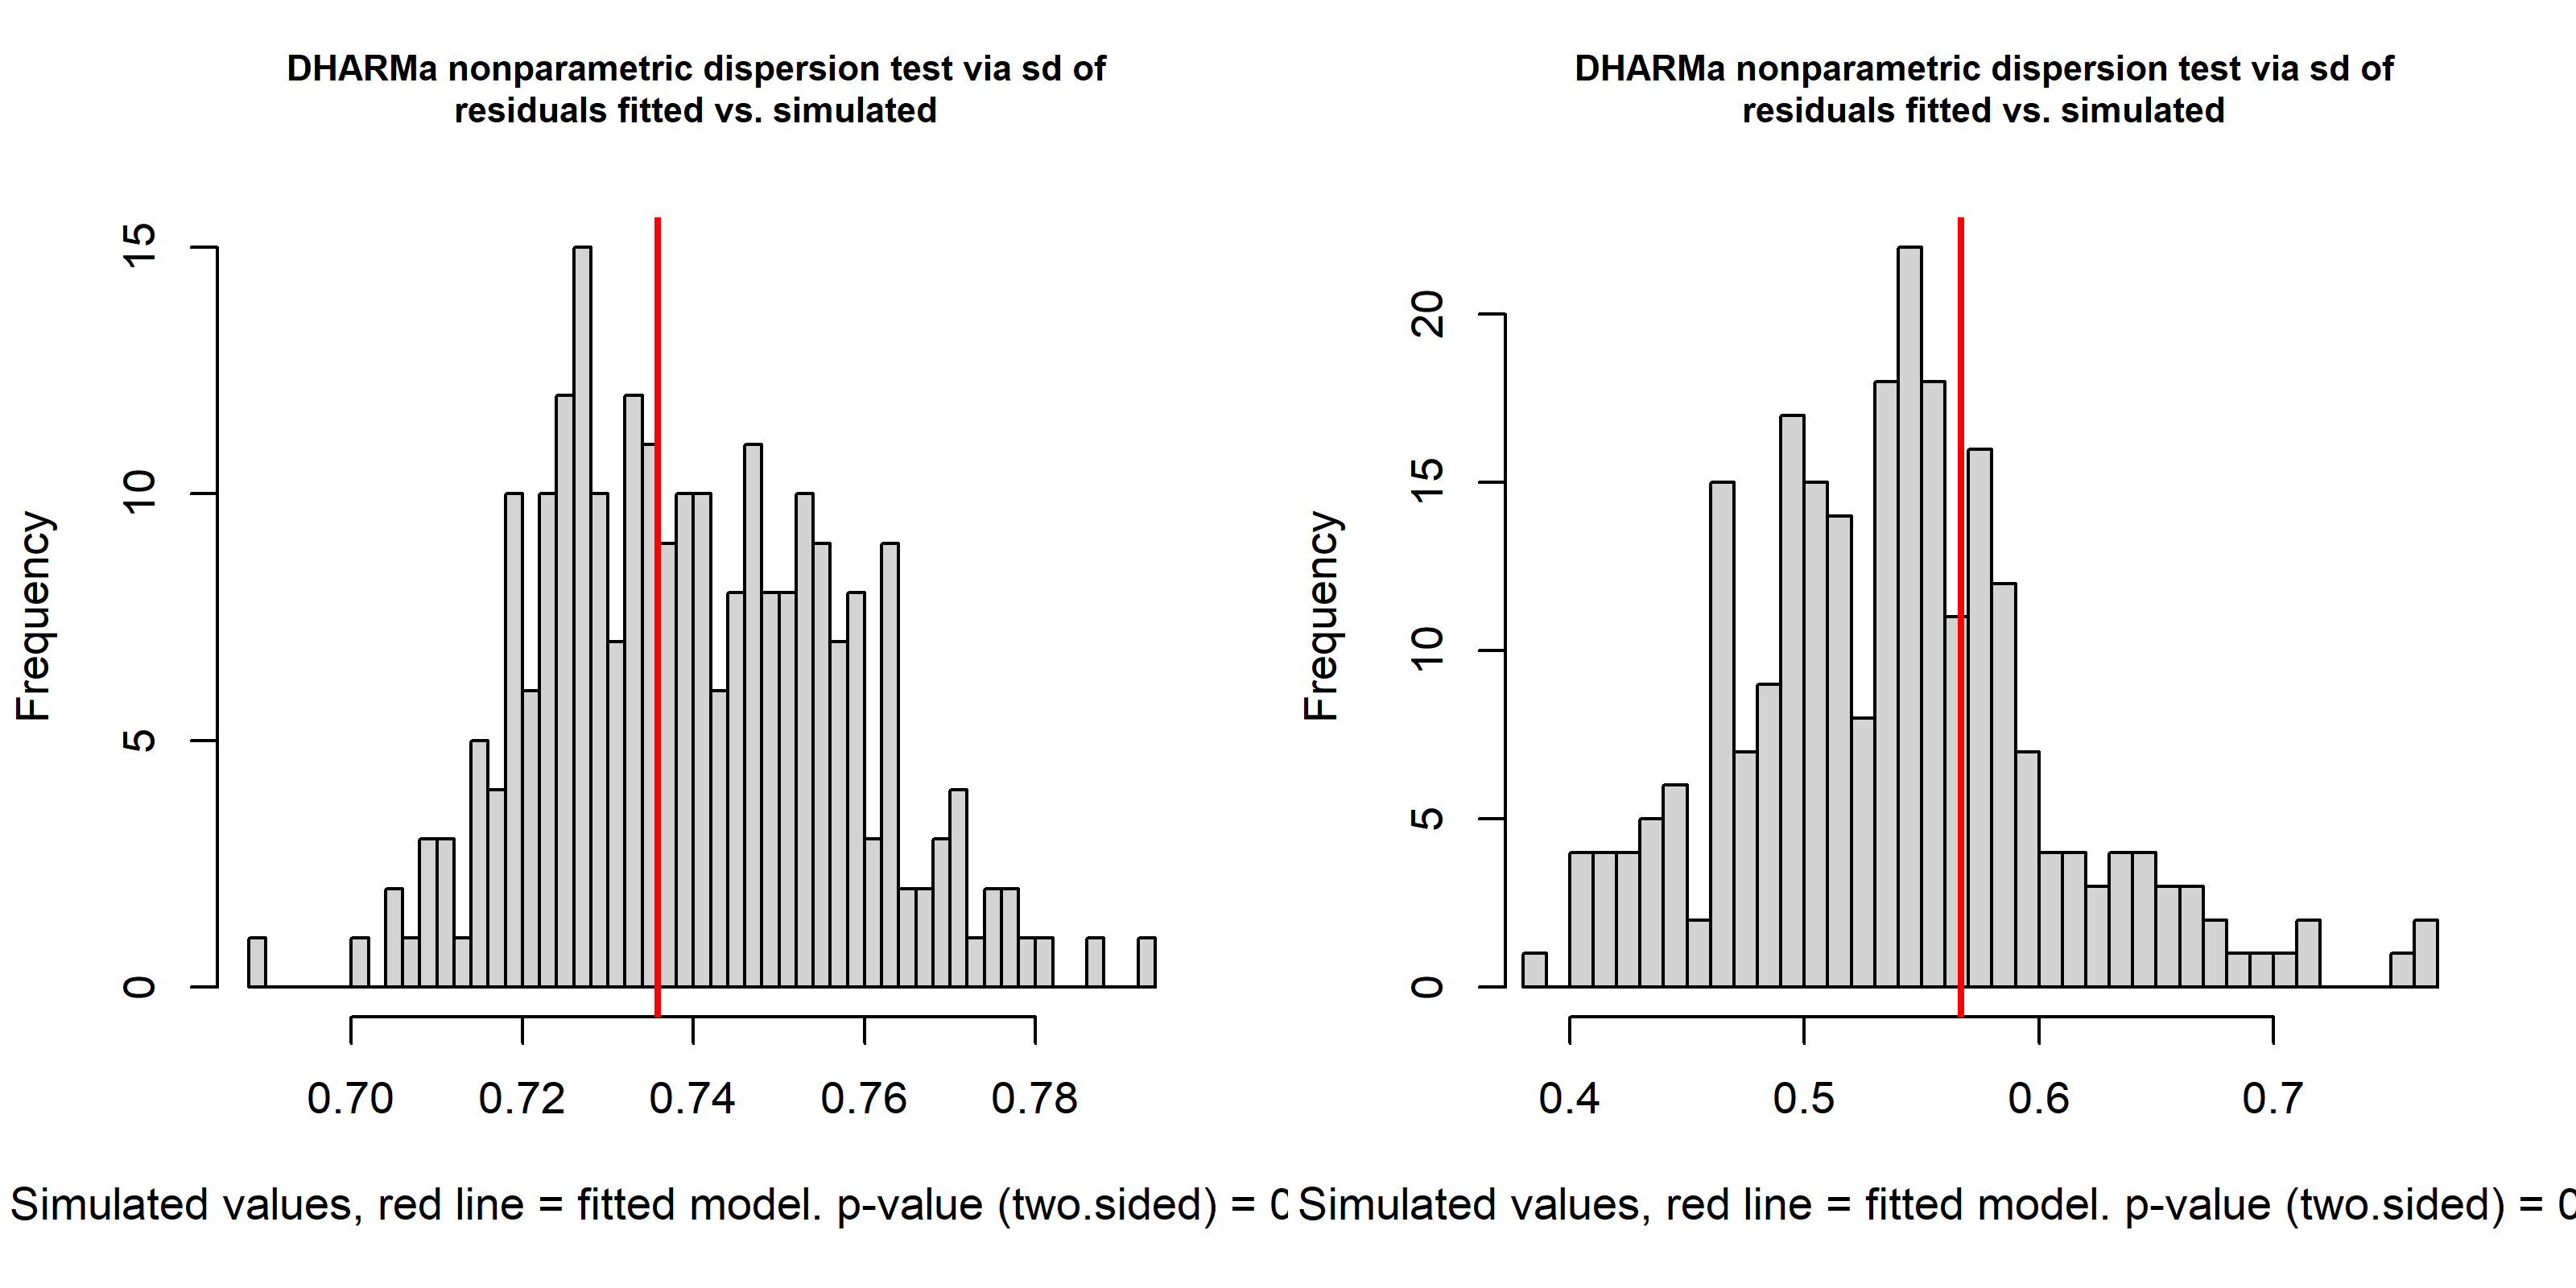 DHARMa nonparametric dispersion test via sd of
residuals fitted vs. simulated
Frequency
15
10
5
0
0.70 0.72 0.74 0.76 0.78
Simulated values, red line = fitted model. p-value (two.sided) =
DHARMa nonparametric dispersion test via sd of
residuals fitted vs. simulated
Frequency
20
15
10
5
0
0.4 0.5 0.6 0.7
Simulated values, red line = fitted model. p-value (two.sided) =